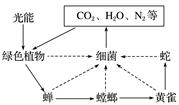 光能
CO₂、H₂O、N₂等
绿色植物
细菌
蛇
蝉
螳螂
黄雀